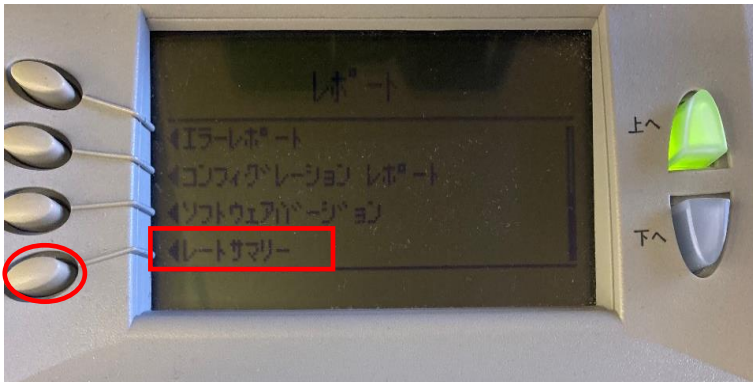 レポート
◀エラーレポート
◀コンフィグレーション レポート
◀ソフトウェアバージョン
◀レートサマリー
上へ
下へ